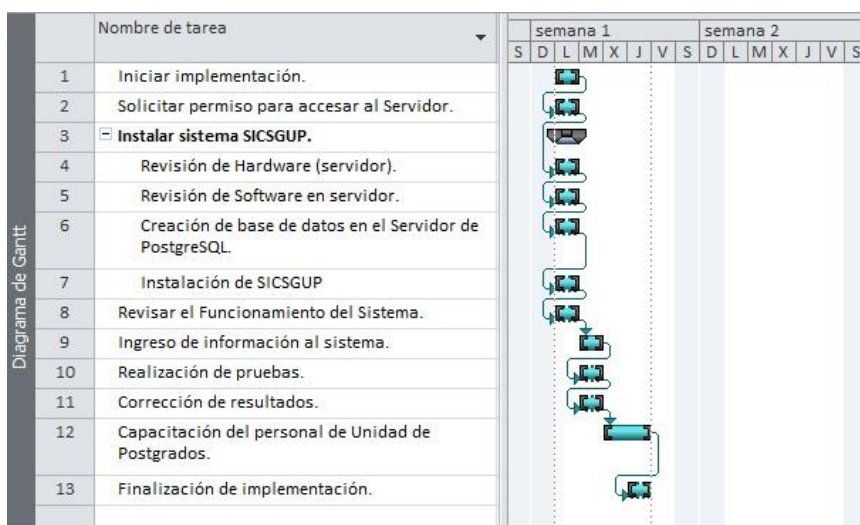 Nombre de tarea
semana 1 semana 2
S D L M X J V S D L M X J V S
Diagrama de Gantt
1 Iniciar implementación.
2 Solicitar permiso para accesar al Servidor.
3 Instalar sistema SICSGUP.
4 Revisión de Hardware (servidor).
5 Revisión de Software en servidor.
6 Creación de base de datos en el Servidor de
PostgreSQL.
7 Instalación de SICSGUP
8 Revisar el Funcionamiento del Sistema.
9 Ingreso de información al sistema.
10 Realización de pruebas.
11 Corrección de resultados.
12 Capacitación del personal de Unidad de
Postgrados.
13 Finalización de implementación.